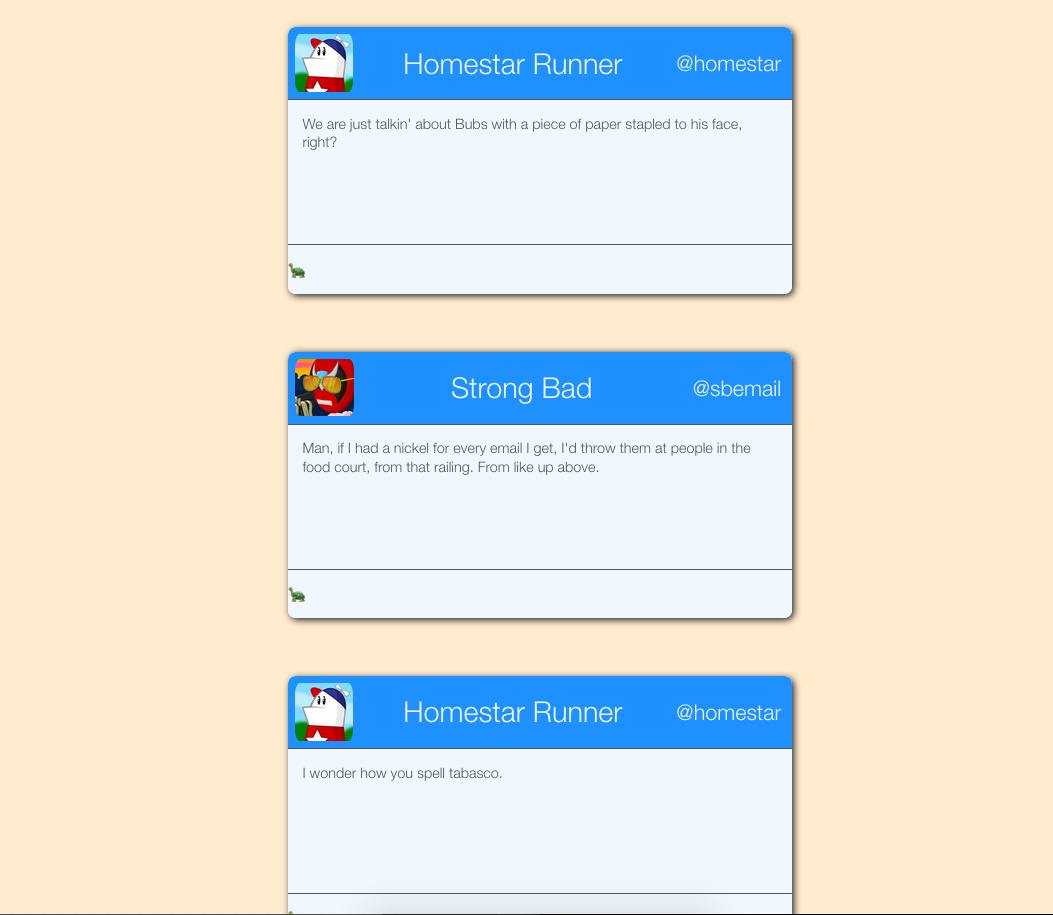 Homestar Runner
@homestar
We are just talkin' about Bubs with a piece of paper stapled to his face,
right?
Strong Bad
@sbemail
Man, if I had a nickel for every email I get, I'd throw them at people in the
food court, from that railing. From like up above.
Homestar Runner
@homestar
I wonder how you spell tabasco.